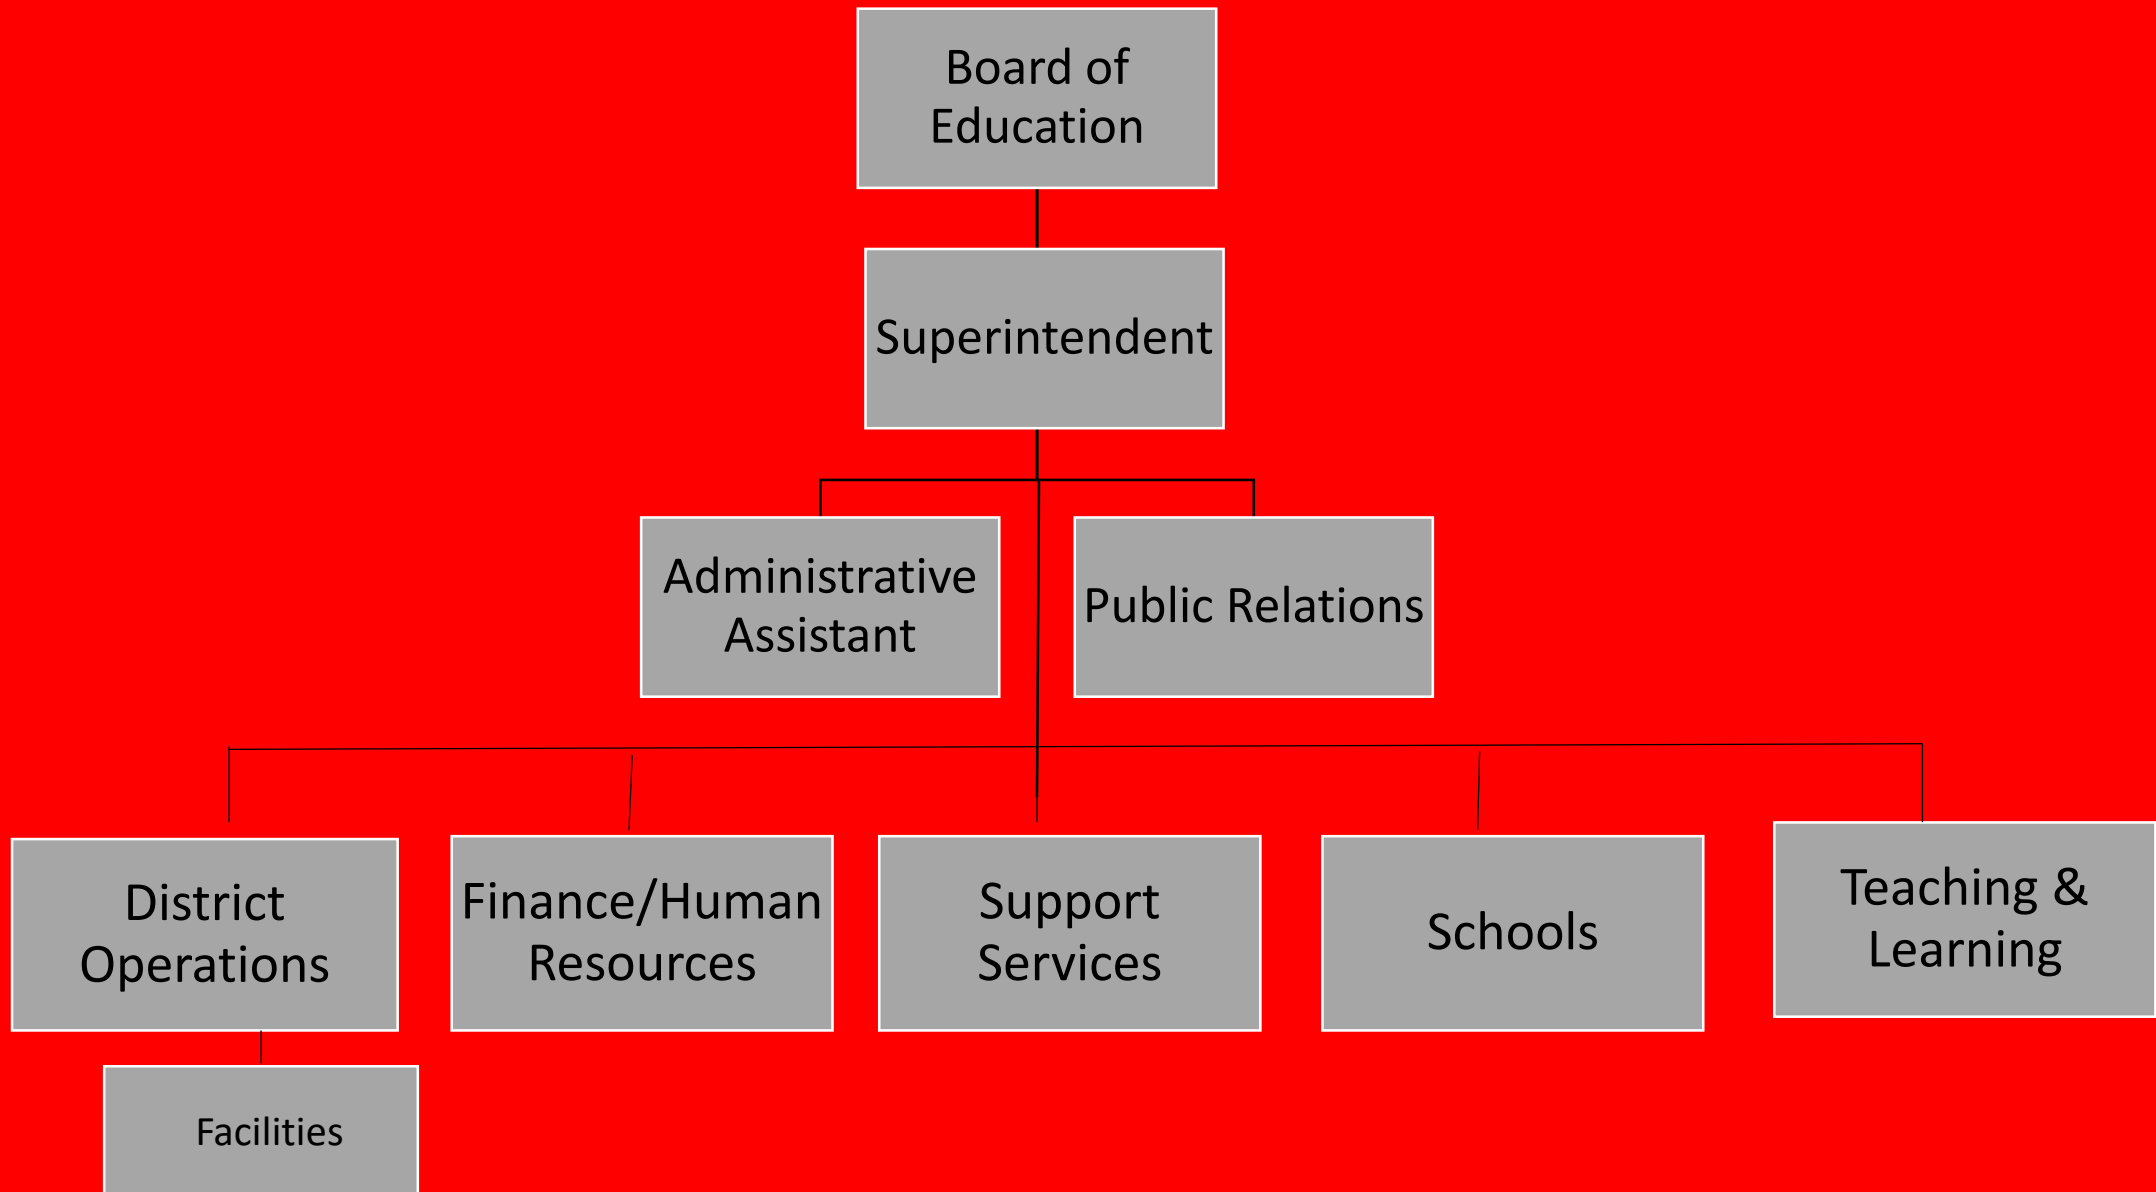 Board of
Education
Superintendent
Administrative
Assistant
Public Relations
District
Operations
Finance/Human
Resources
Support
Services
Schools
Teaching &
Learning
Facilities